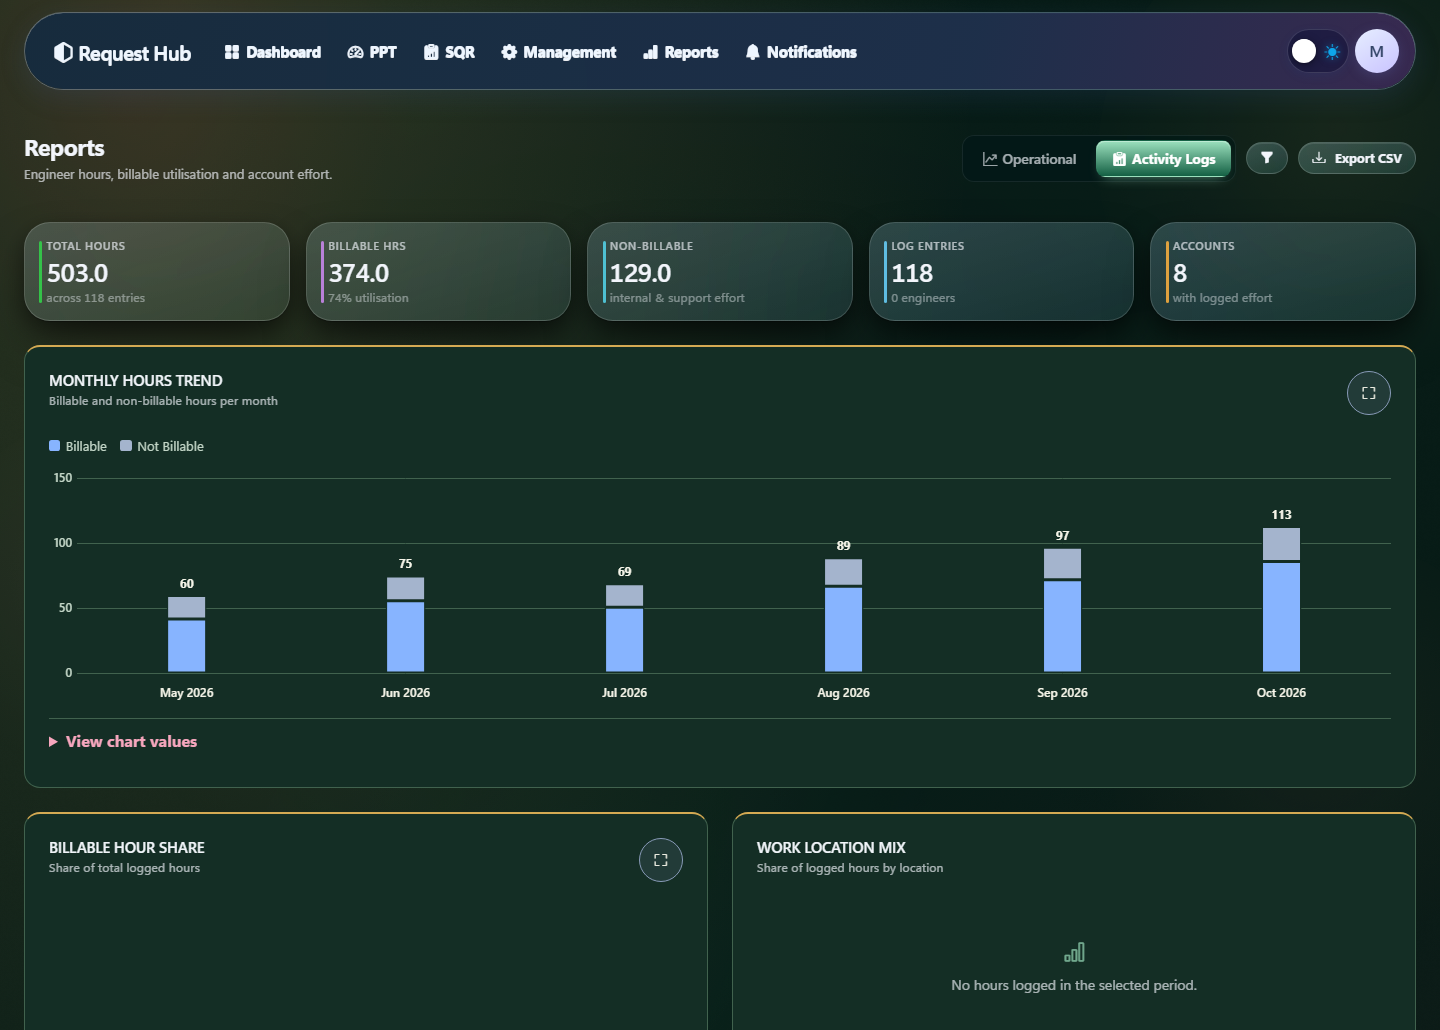 Request Hub
Dashboard
PPT
SQR
Management
Reports
Notifications
M
Reports
Engineer hours, billable utilisation and account effort.
Operational
Activity Logs
Export CSV
TOTAL HOURS
503.0
across 118 entries
BILLABLE HRS
374.0
74% utilisation
NON-BILLABLE
129.0
internal & support effort
LOG ENTRIES
118
0 engineers
ACCOUNTS
8
with logged effort
MONTHLY HOURS TREND
Billable and non-billable hours per month
Billable
Not Billable
150
100
50
0
60
75
69
89
97
113
May 2026
Jun 2026
Jul 2026
Aug 2026
Sep 2026
Oct 2026
View chart values
BILLABLE HOUR SHARE
Share of total logged hours
WORK LOCATION MIX
Share of logged hours by location
No hours logged in the selected period.